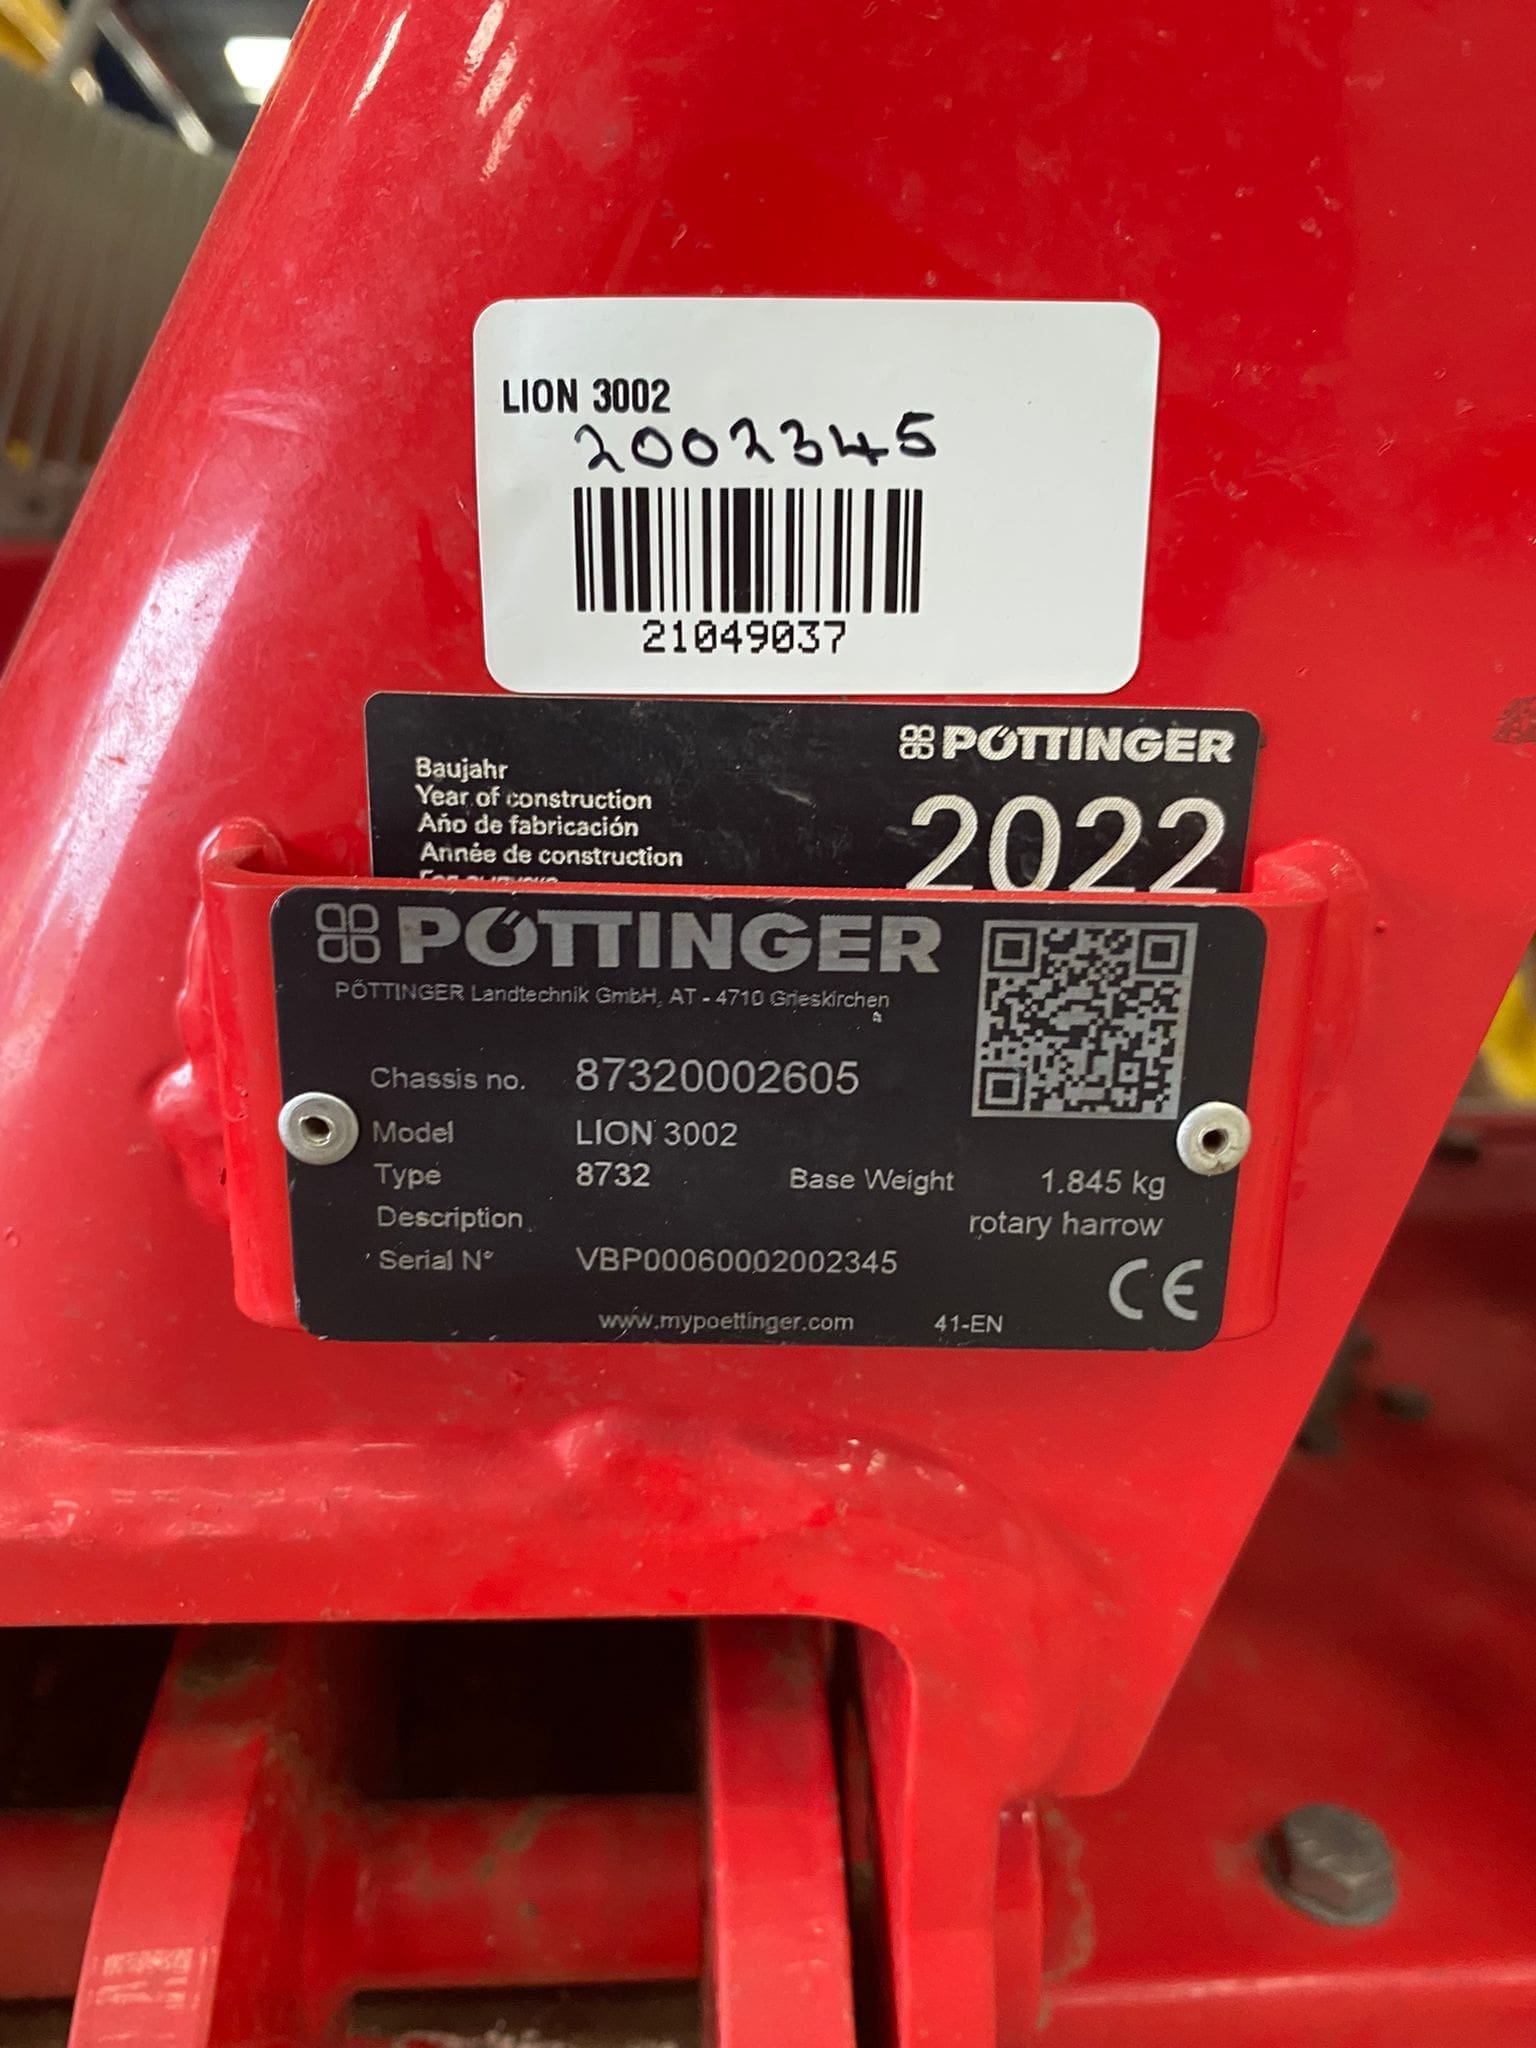 LION 3002
2002345
21049037
PÖTTINGER
Baujahr
Year of construction
Año de fabricación
Année de construction
2022
PÖTTINGER
PÖTTINGER Landtechnik GmbH, AT - 4710 Grieskirchen
Chassis no. 87320002605
Model LION 3002
Type 8732 Base Weight 1.845 kg
Description rotary harrow
Serial N° VBP00060002002345
CE
www.mypoettinger.com 41-EN